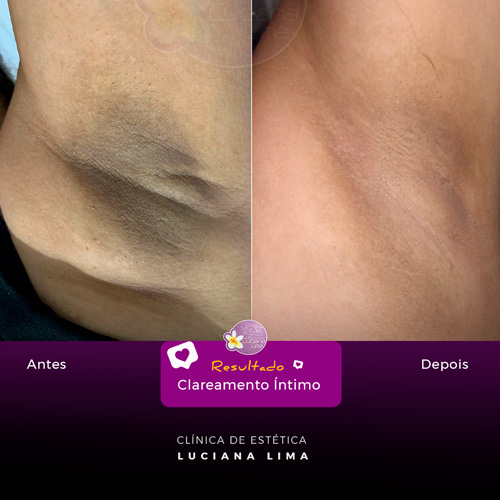 Antes
Depois
Resultado
Clareamento Íntimo
CLÍNICA DE ESTÉTICA
LUCIANA LIMA